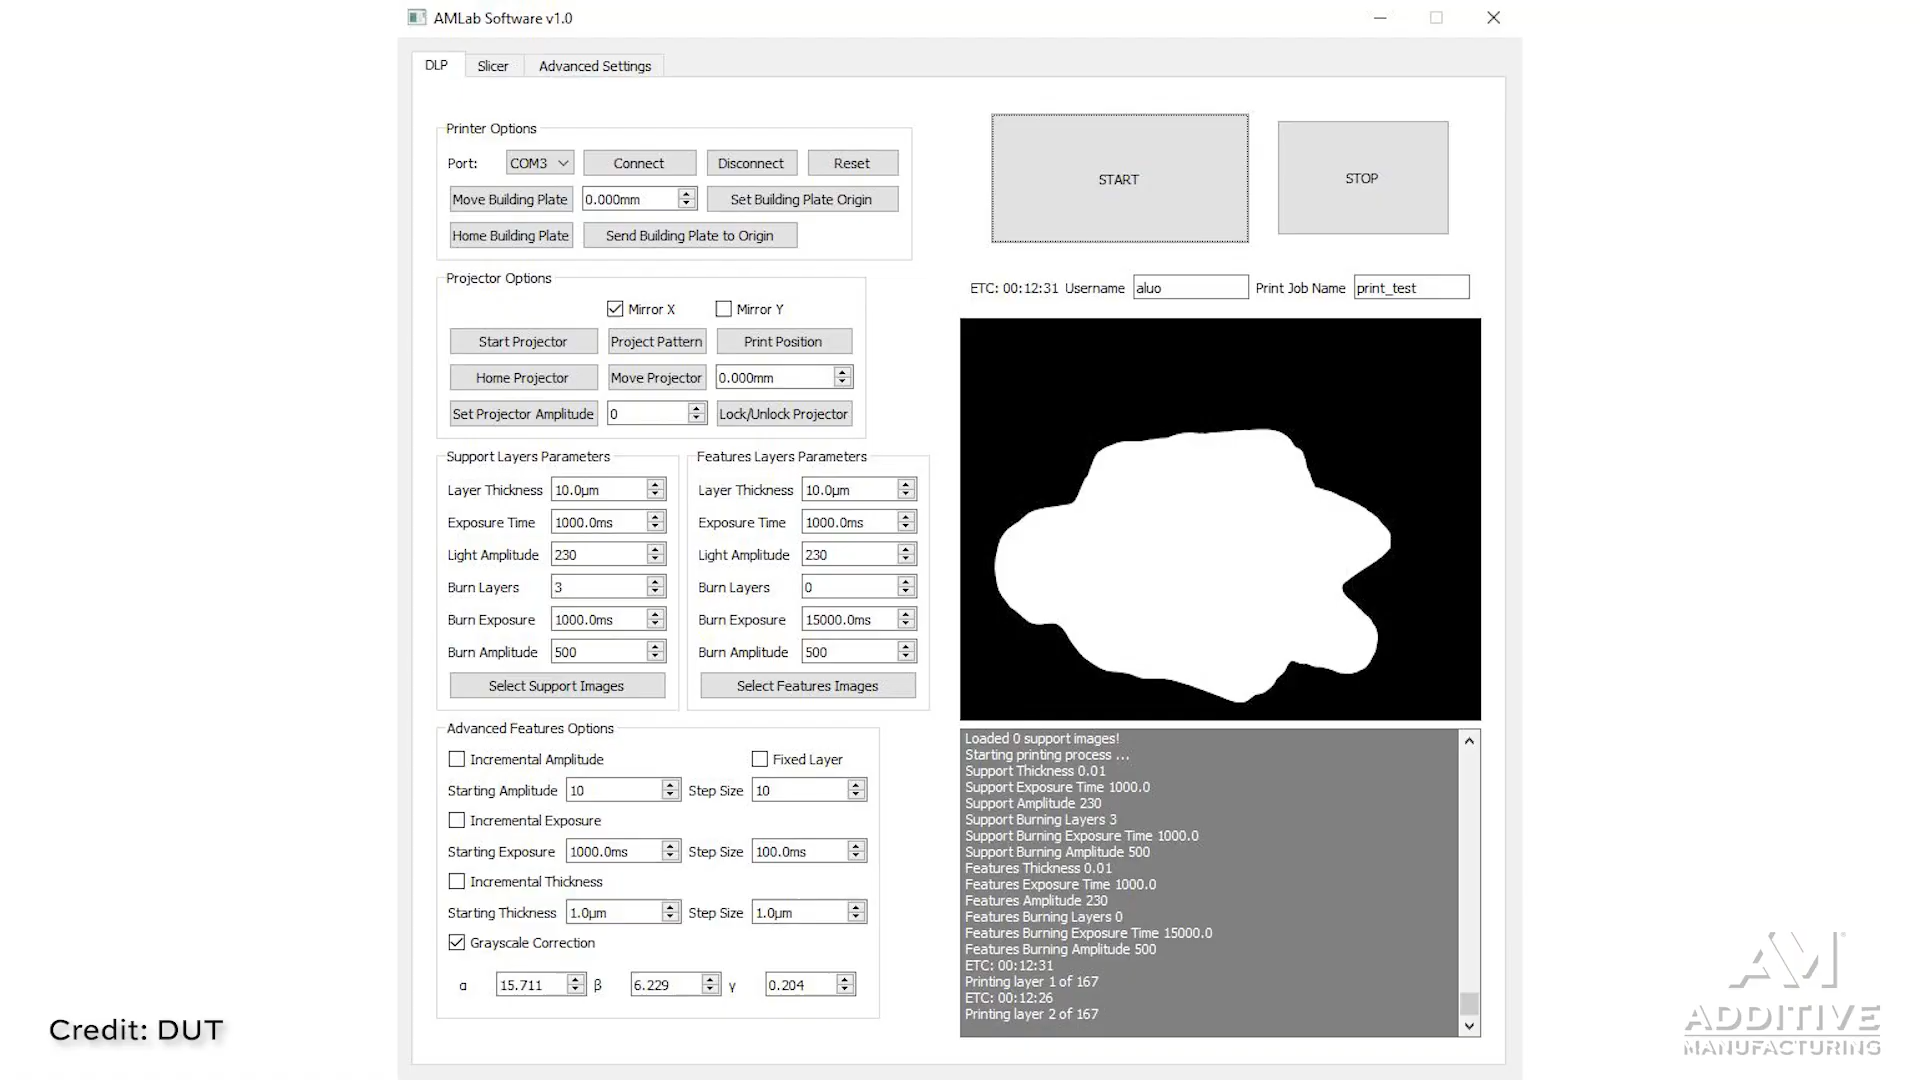 AMLab Software v1.0
DLP Slicer Advanced Settings
Printer Options
Port: COM3 Connect Disconnect Reset
Move Building Plate 0.000mm Set Building Plate Origin
Home Building Plate Send Building Plate to Origin
Projector Options
Mirror X Mirror Y
Start Projector Project Pattern Print Position
Home Projector Move Projector 0.000mm
Set Projector Amplitude 0 Lock/Unlock Projector
Support Layers Parameters
Layer Thickness 10.0μm
Exposure Time 1000.0ms
Light Amplitude 230
Burn Layers 3
Burn Exposure 1000.0ms
Burn Amplitude 500
Select Support Images
Features Layers Parameters
Layer Thickness 10.0μm
Exposure Time 1000.0ms
Light Amplitude 230
Burn Layers 0
Burn Exposure 15000.0ms
Burn Amplitude 500
Select Features Images
Advanced Features Options
Incremental Amplitude Fixed Layer
Starting Amplitude 10 Step Size 10
Incremental Exposure
Starting Exposure 1000.0ms Step Size 100.0ms
Incremental Thickness
Starting Thickness 1.0μm Step Size 1.0μm
Grayscale Correction
α 15.711 β 6.229 γ 0.204
START STOP
ETC: 00:12:31 Username aluo Print Job Name print_test
Loaded 0 support images!
Starting printing process ...
Support Thickness 0.01
Support Exposure Time 1000.0
Support Amplitude 230
Support Burning Layers 3
Support Burning Exposure Time 1000.0
Support Burning Amplitude 500
Features Thickness 0.01
Features Exposure Time 1000.0
Features Amplitude 230
Features Burning Layers 0
Features Burning Exposure Time 15000.0
Features Burning Amplitude 500
ETC: 00:12:31
Printing layer 1 of 167
ETC: 00:12:26
Printing layer 2 of 167
Credit: DUT
AM
ADDITIVE
MANUFACTURING